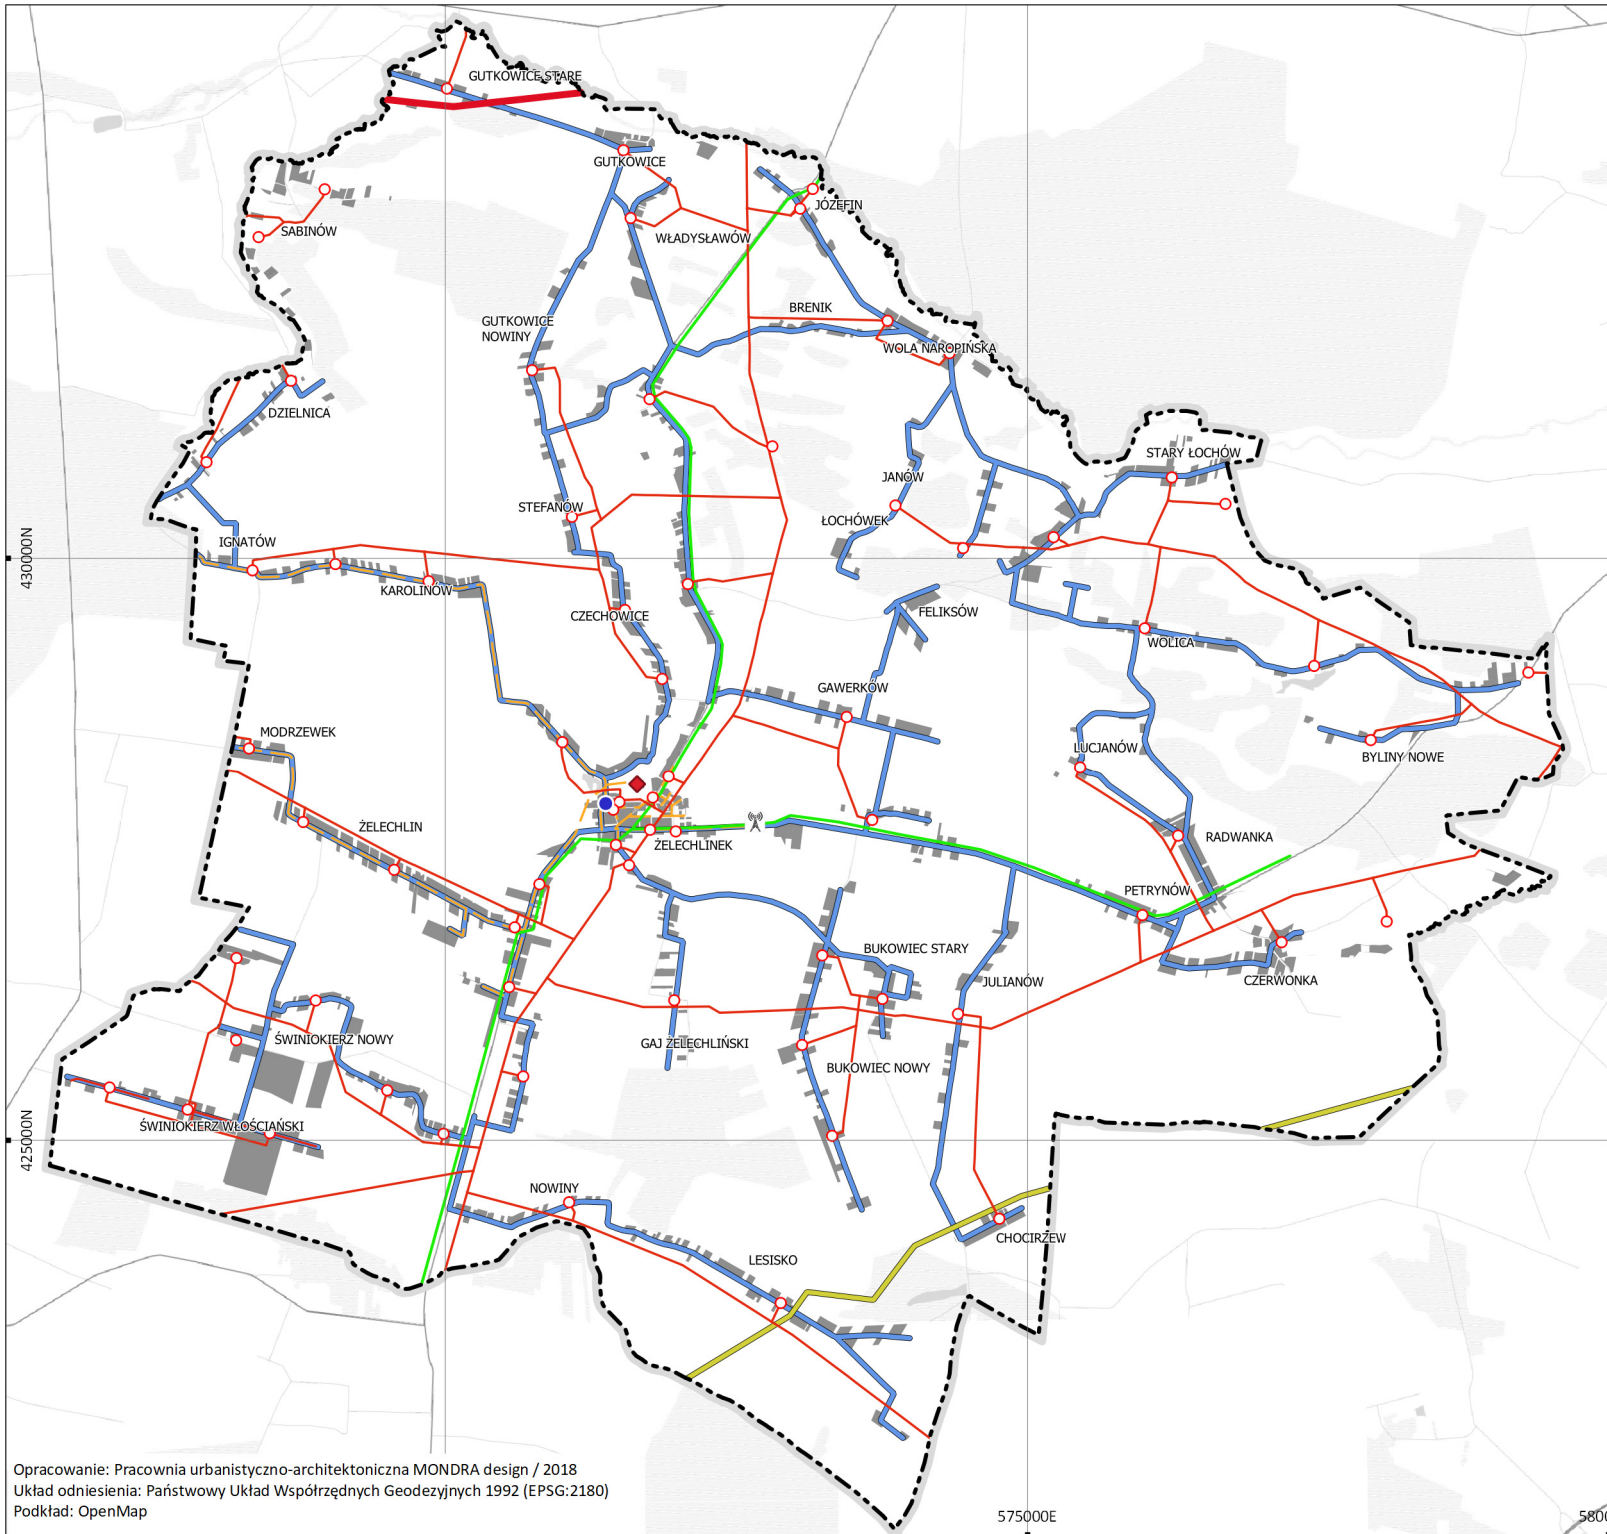 GUTKOWICE STARE
GUTKOWICE
JÓZEFIN
SABINÓW
WŁADYSŁAWÓW
BRENIK
GUTKOWICE
NOWINY
WOLA NAROPIŃSKA
DZIELNICA
STARY ŁOCHÓW
JANÓW
STEFANÓW
ŁOCHÓWEK
430000N
IGNATÓW
KAROLINÓW
CZECHOWICE
FELIKSÓW
WOLICA
GAWERKÓW
MODRZEWEK
LUCJANÓW
BYLINY NOWE
ŻELECHLIN
ŻELECHLINEK
RADWANKA
PETRYNÓW
BUKOWIEC STARY
JULIANÓW
CZERWONKA
ŚWINIOKIERZ NOWY
GAJ ŻELECHLIŃSKI
BUKOWIEC NOWY
ŚWINIOKIERZ WŁOŚCIAŃSKI
425000N
NOWINY
CHOCIRZEW
LESISKO
Opracowanie: Pracownia urbanistyczno-architektoniczna MONDRA design / 2018
Układ odniesienia: Państwowy Układ Współrzędnych Geodezyjnych 1992 (EPSG:2180)
Podkład: OpenMap
575000E
5800